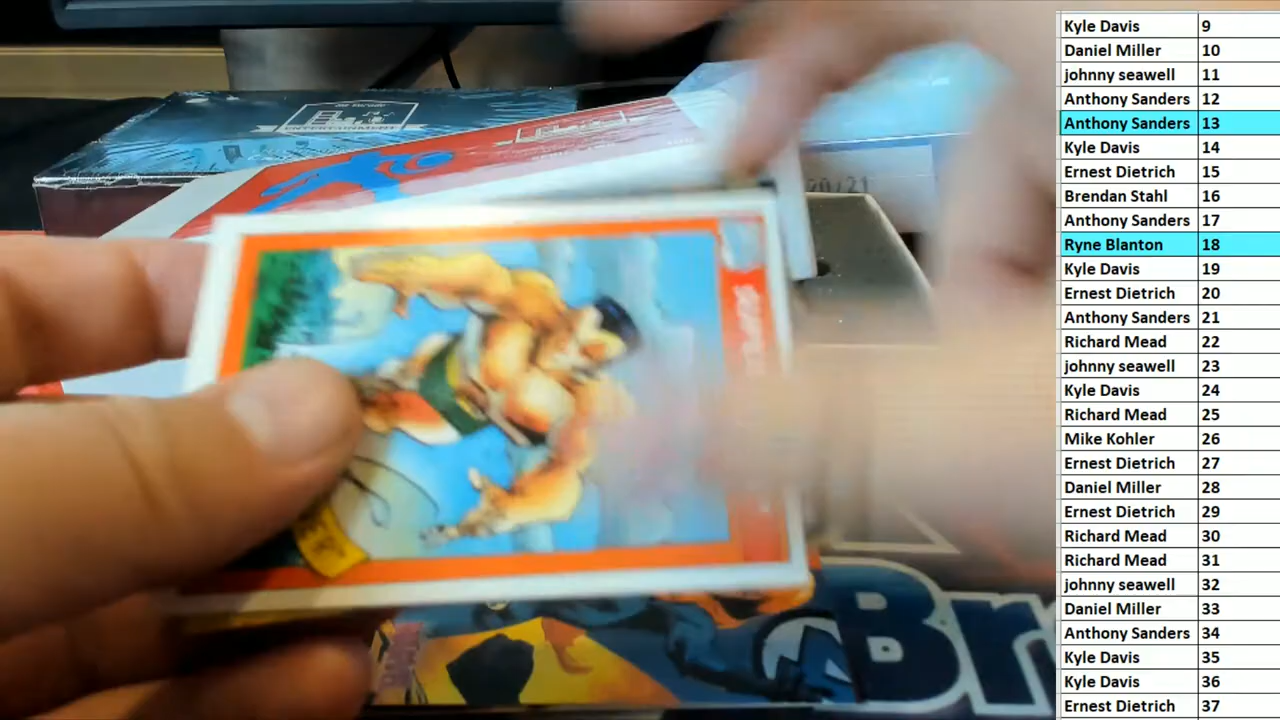 Kyle Davis 9
Daniel Miller 10
johnny seawell 11
Anthony Sanders 12
Anthony Sanders 13
Kyle Davis 14
Ernest Dietrich 15
Brendan Stahl 16
Anthony Sanders 17
Ryne Blanton 18
Kyle Davis 19
Ernest Dietrich 20
Anthony Sanders 21
Richard Mead 22
johnny seawell 23
Kyle Davis 24
Richard Mead 25
Mike Kohler 26
Ernest Dietrich 27
Daniel Miller 28
Ernest Dietrich 29
Richard Mead 30
Richard Mead 31
johnny seawell 32
Daniel Miller 33
Anthony Sanders 34
Kyle Davis 35
Kyle Davis 36
Ernest Dietrich 37
ENTERTAINMENT
20/21
Br